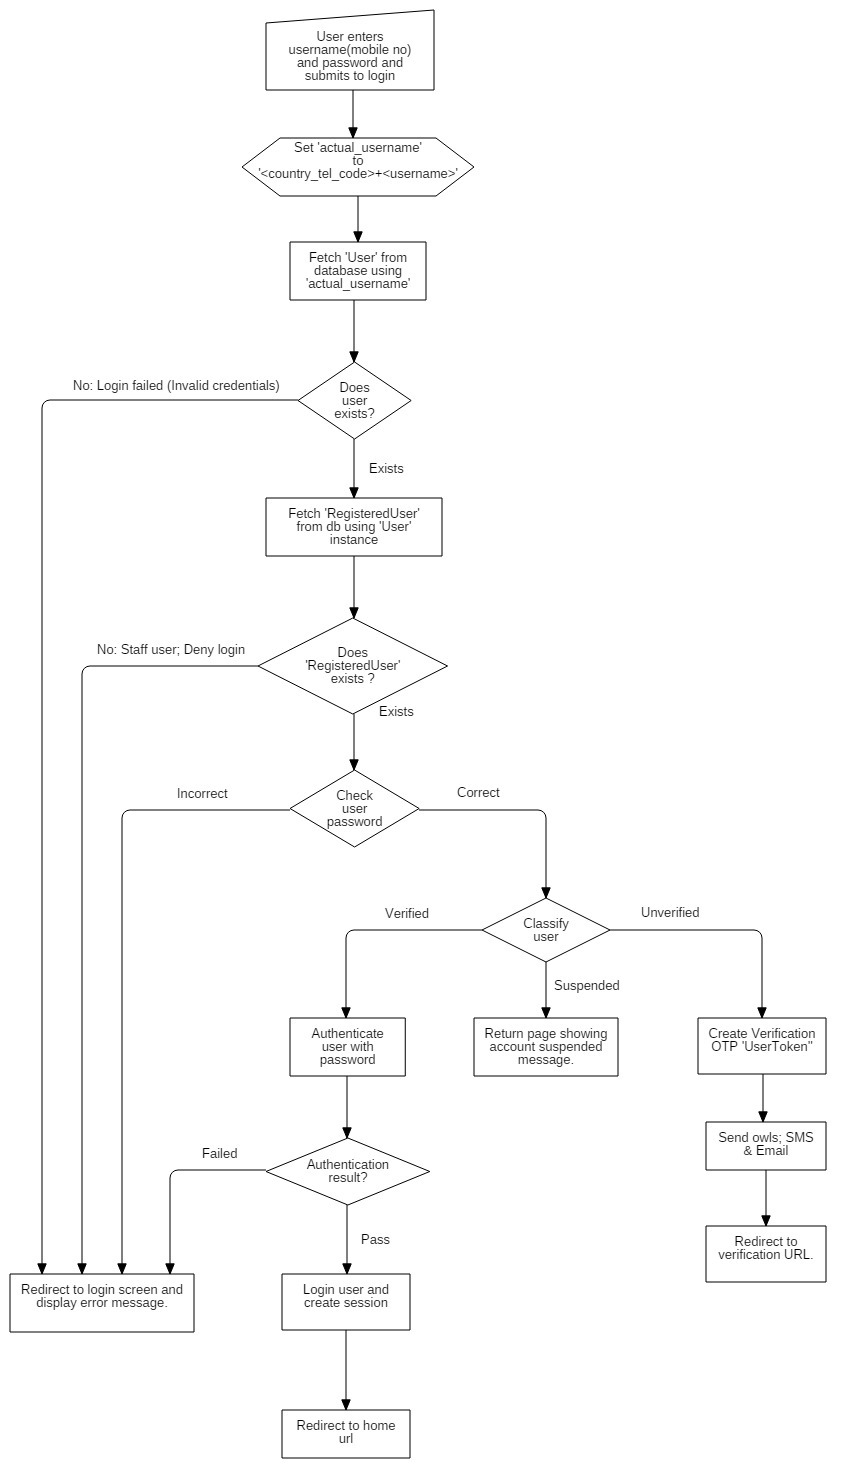 User enters
username(mobile no)
and password and
submits to login
Set 'actual_username'
to
'<country_tel_code>+<username>'
Fetch 'User' from
database using
'actual_username'
No: Login failed (Invalid credentials)
Does
user
exists?
Exists
Fetch 'RegisteredUser'
from db using 'User'
instance
No: Staff user; Deny login
Does
'RegisteredUser'
exists ?
Exists
Incorrect
Check
user
password
Correct
Verified
Classify
user
Unverified
Suspended
Authenticate
user with
password
Return page showing
account suspended
message.
Create Verification
OTP 'UserToken"
Send owls; SMS
& Email
Failed
Authentication
result?
Pass
Redirect to
verification URL.
Redirect to login screen and
display error message.
Login user and
create session
Redirect to home
url